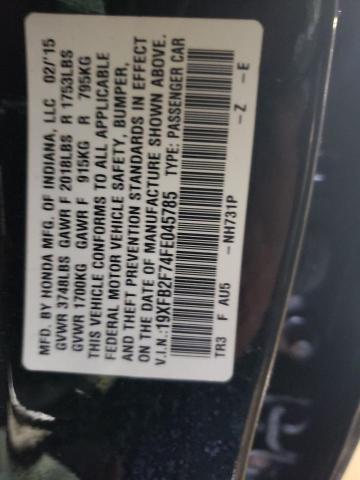 MFD. BY HONDA MFG. OF INDIANA, LLC 02/'15
GVWR 3748LBS GAWR F 2018LBS R 1753LBS
GVWR 1700KG GAWR F 915KG R 795KG
THIS VEHICLE CONFORMS TO ALL APPLICABLE
FEDERAL MOTOR VEHICLE SAFETY, BUMPER,
AND THEFT PREVENTION STANDARDS IN EFFECT
ON THE DATE OF MANUFACTURE SHOWN ABOVE.
V.I.N.:19XFB2F74FE045785 TYPE: PASSENGER CAR
TR3 F AU5 -NH731P -Z -E